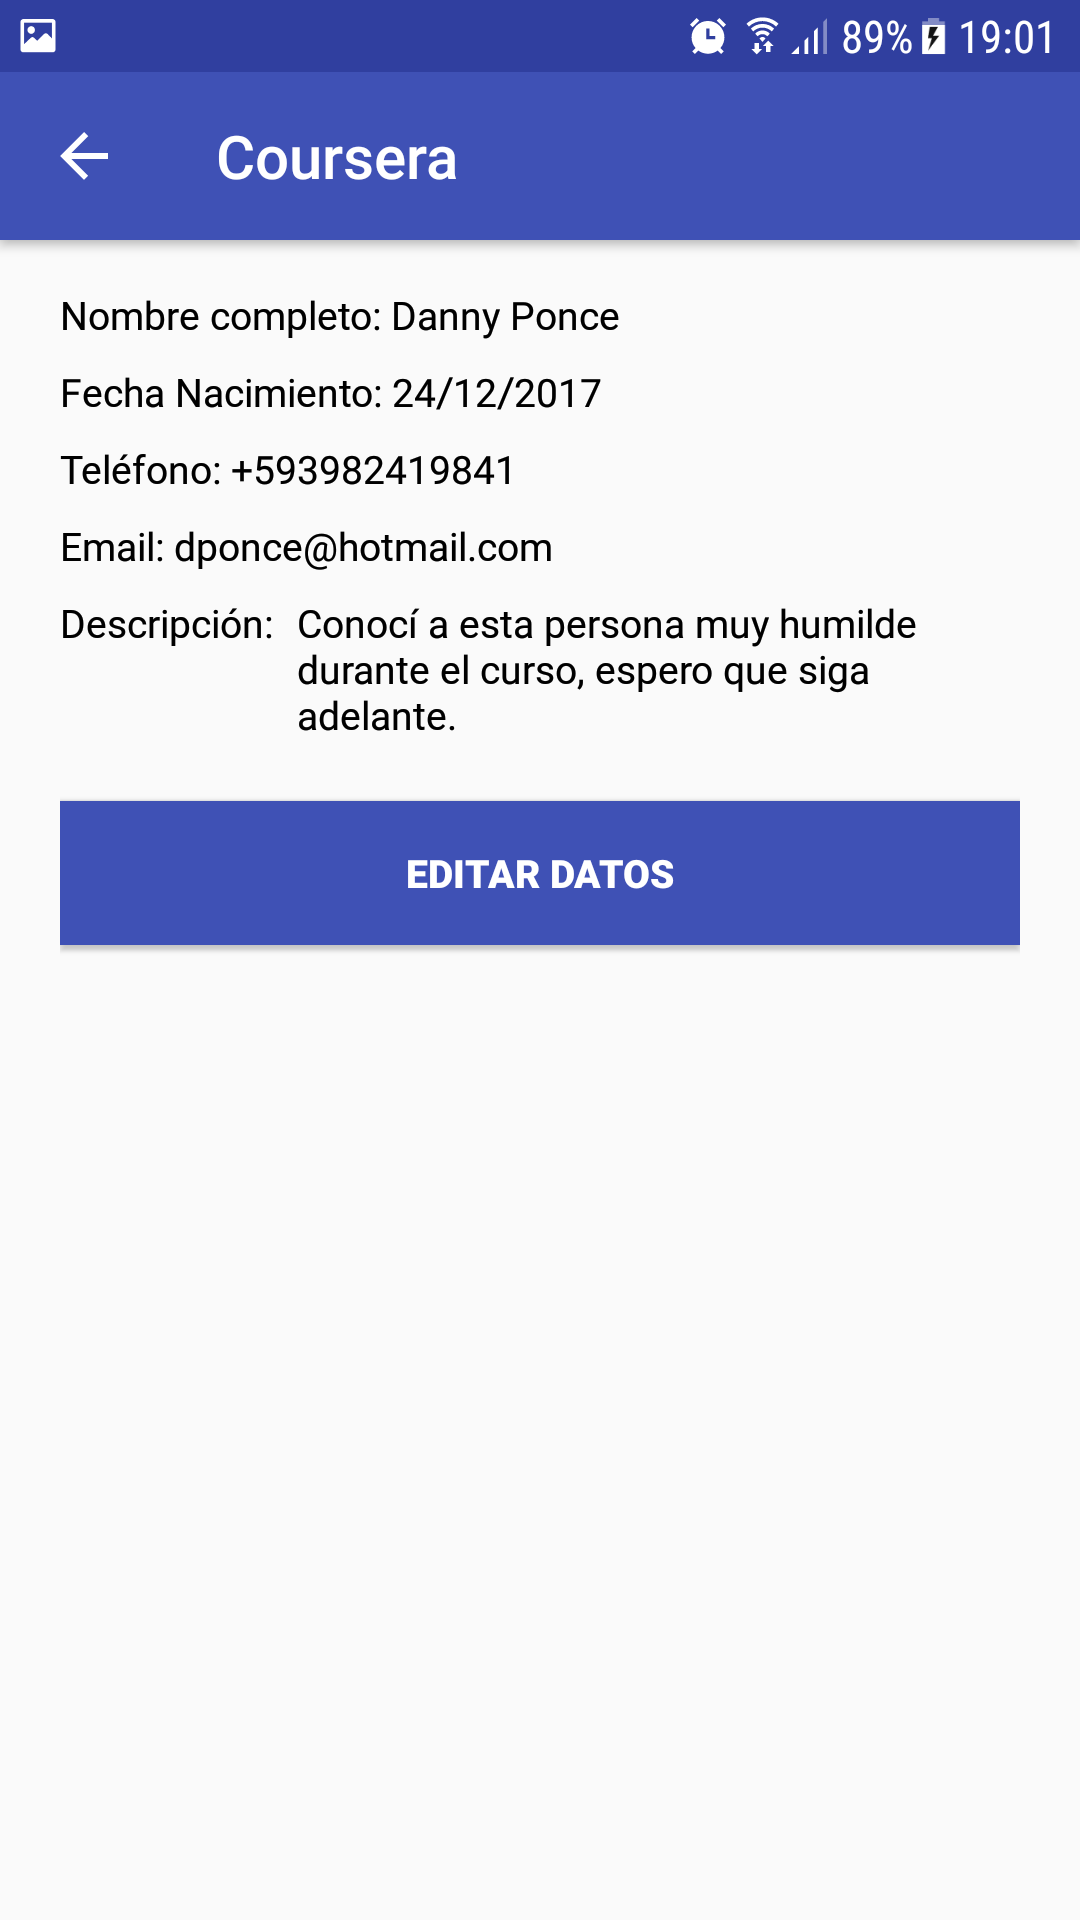 89% 19:01
Coursera
Nombre completo: Danny Ponce
Fecha Nacimiento: 24/12/2017
Teléfono: +593982419841
Email: dponce@hotmail.com
Descripción: Conocí a esta persona muy humilde
durante el curso, espero que siga
adelante.
EDITAR DATOS